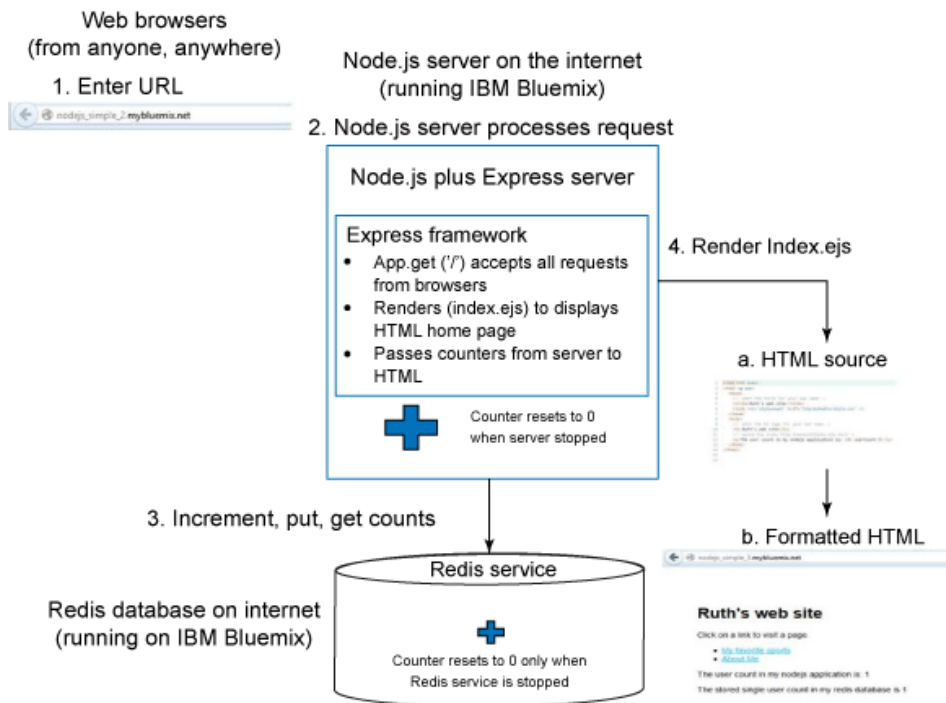 Web browsers
(from anyone, anywhere)
1. Enter URL
nodejs_simple_2.mybluemix.net
Node.js server on the internet
(running IBM Bluemix)
2. Node.js server processes request
Node.js plus Express server
Express framework
• App.get ('/') accepts all requests
from browsers
• Renders (index.ejs) to displays
HTML home page
• Passes counters from server to
HTML
Counter resets to 0
when server stopped
3. Increment, put, get counts
Redis service
Redis database on internet
(running on IBM Bluemix)
Counter resets to 0 only when
Redis service is stopped
4. Render Index.ejs
a. HTML source
b. Formatted HTML
nodejs_simple_3.mybluemix.net
Ruth's web site
Click on a link to visit a page
• My favorite sports
• About Me
The user count in my nodejs application is: 1
The stored single user count in my redis database is 1